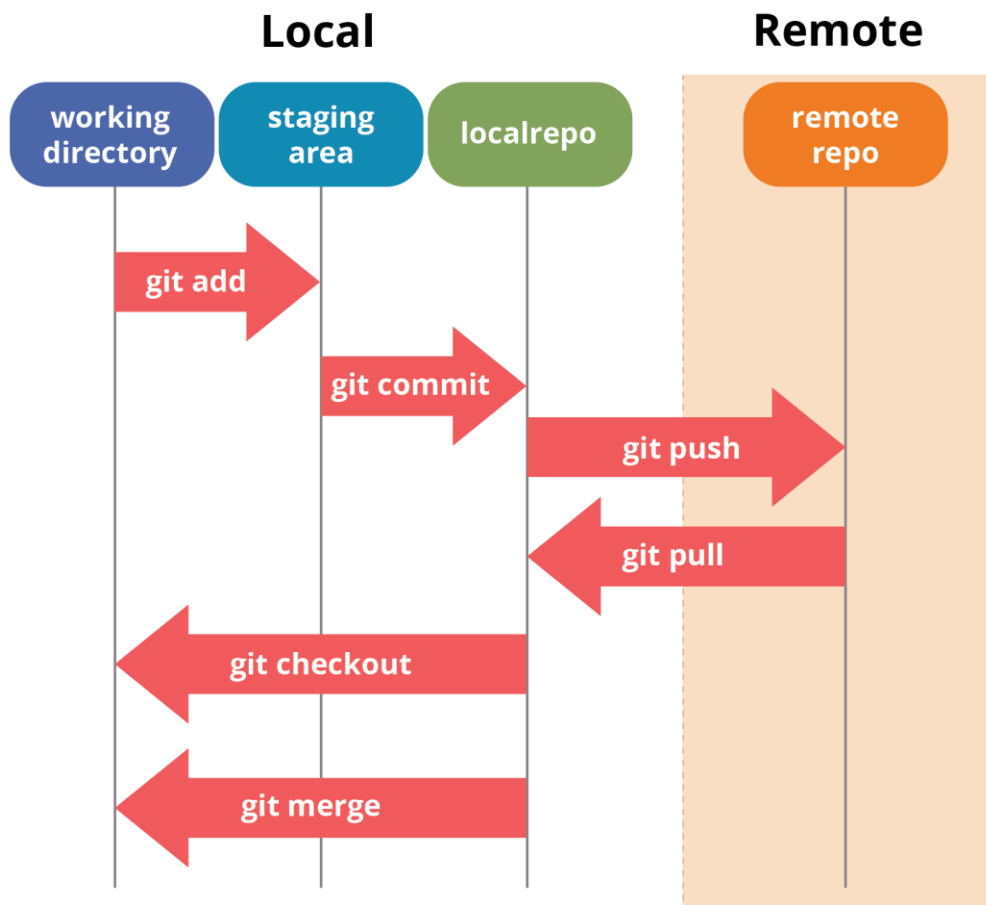 Local
Remote
working
directory
staging
area
localrepo
remote
repo
git add
git commit
git push
git pull
git checkout
git merge